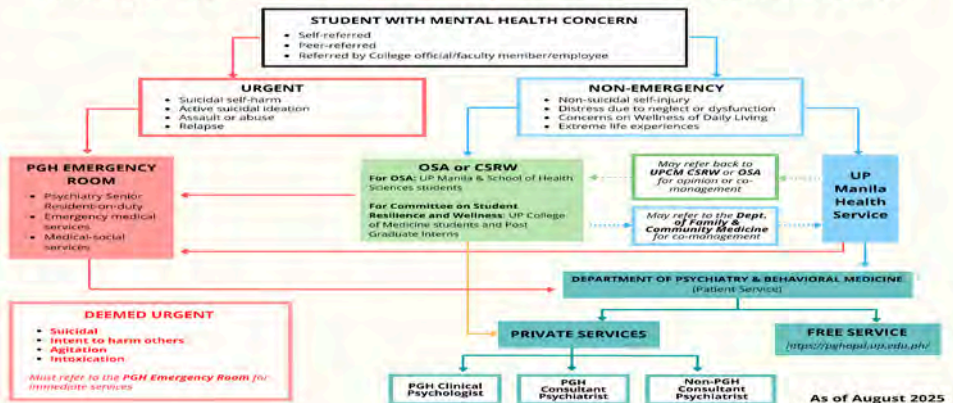 STUDENT WITH MENTAL HEALTH CONCERN
• Self-referred
• Peer-referred
• Referred by College official/faculty member/employee
URGENT
• Suicidal self-harm
• Active suicidal ideation
• Assault or abuse
• Relapse
NON-EMERGENCY
• Non-suicidal self-injury
• Distress due to neglect or dysfunction
• Concerns on Wellness of Daily Living
• Extreme life experiences
PGH EMERGENCY
ROOM
• Psychiatry Senior
Resident-on-duty
• Emergency medical
services
• Medical-social
services
OSA or CSRW
For OSA: UP Manila & School of Health
Sciences students
For Committee on Student
Resilience and Wellness: UP College
of Medicine students and Post
Graduate Interns
May refer back to
UPCM CSRW or OSA
for opinion or co-
management
May refer to the Dept.
of Family &
Community Medicine
for co-management
UP
Manila
Health
Service
DEPARTMENT OF PSYCHIATRY & BEHAVIORAL MEDICINE
(Patient Service)
DEEMED URGENT
• Suicidal
• Intent to harm others
• Agitation
• Intoxication
Must refer to the PGH Emergency Room for
immediate services
PRIVATE SERVICES
FREE SERVICE
https://pghopd.up.edu.ph/
PGH Clinical
Psychologist
PGH
Consultant
Psychiatrist
Non-PGH
Consultant
Psychiatrist
As of August 2025